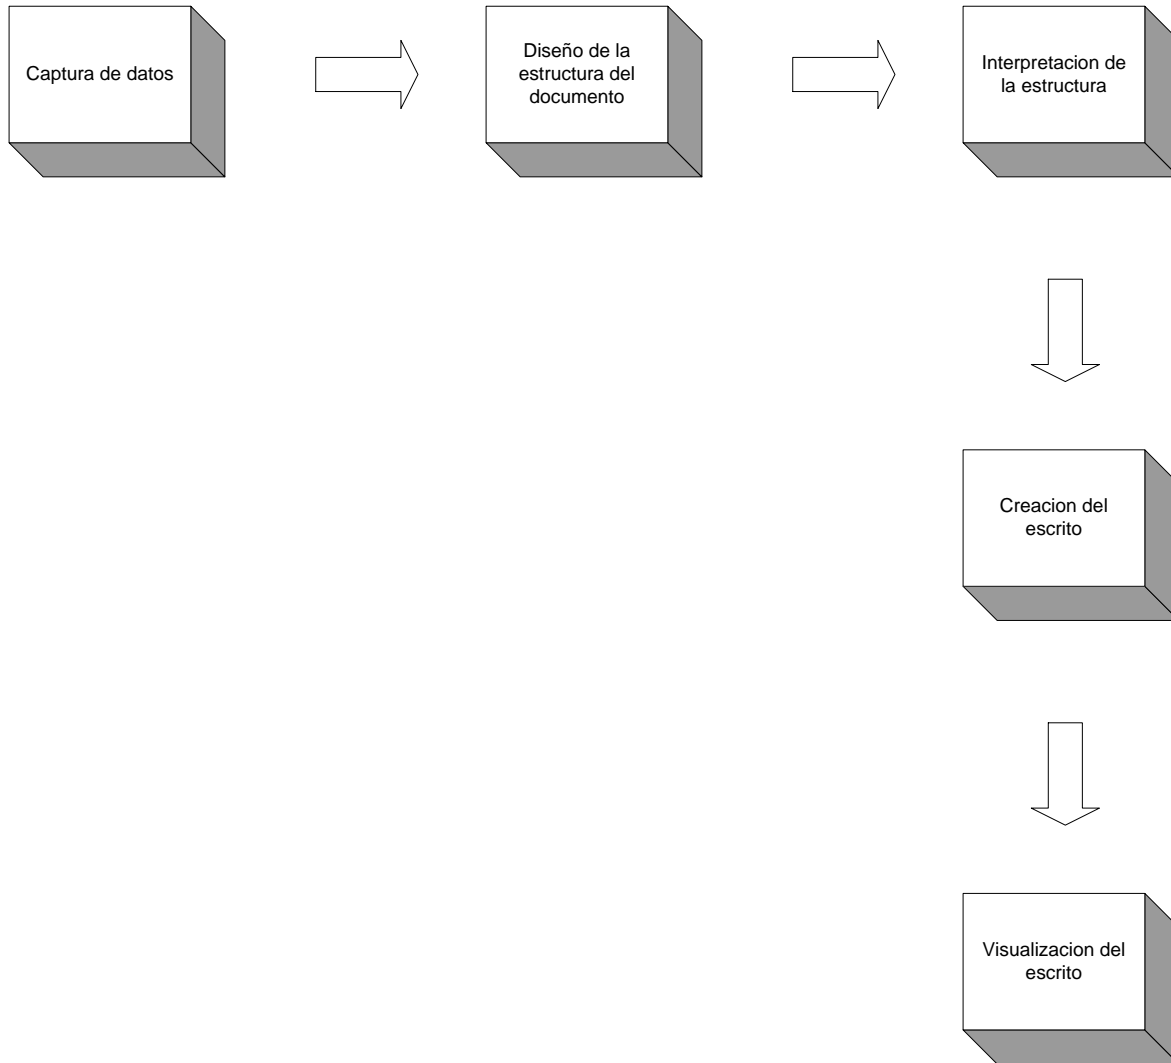 Captura de datos
Diseño de la
estructura del
documento
Interpretacion de
la estructura
Creacion del
escrito
Visualizacion del
escrito